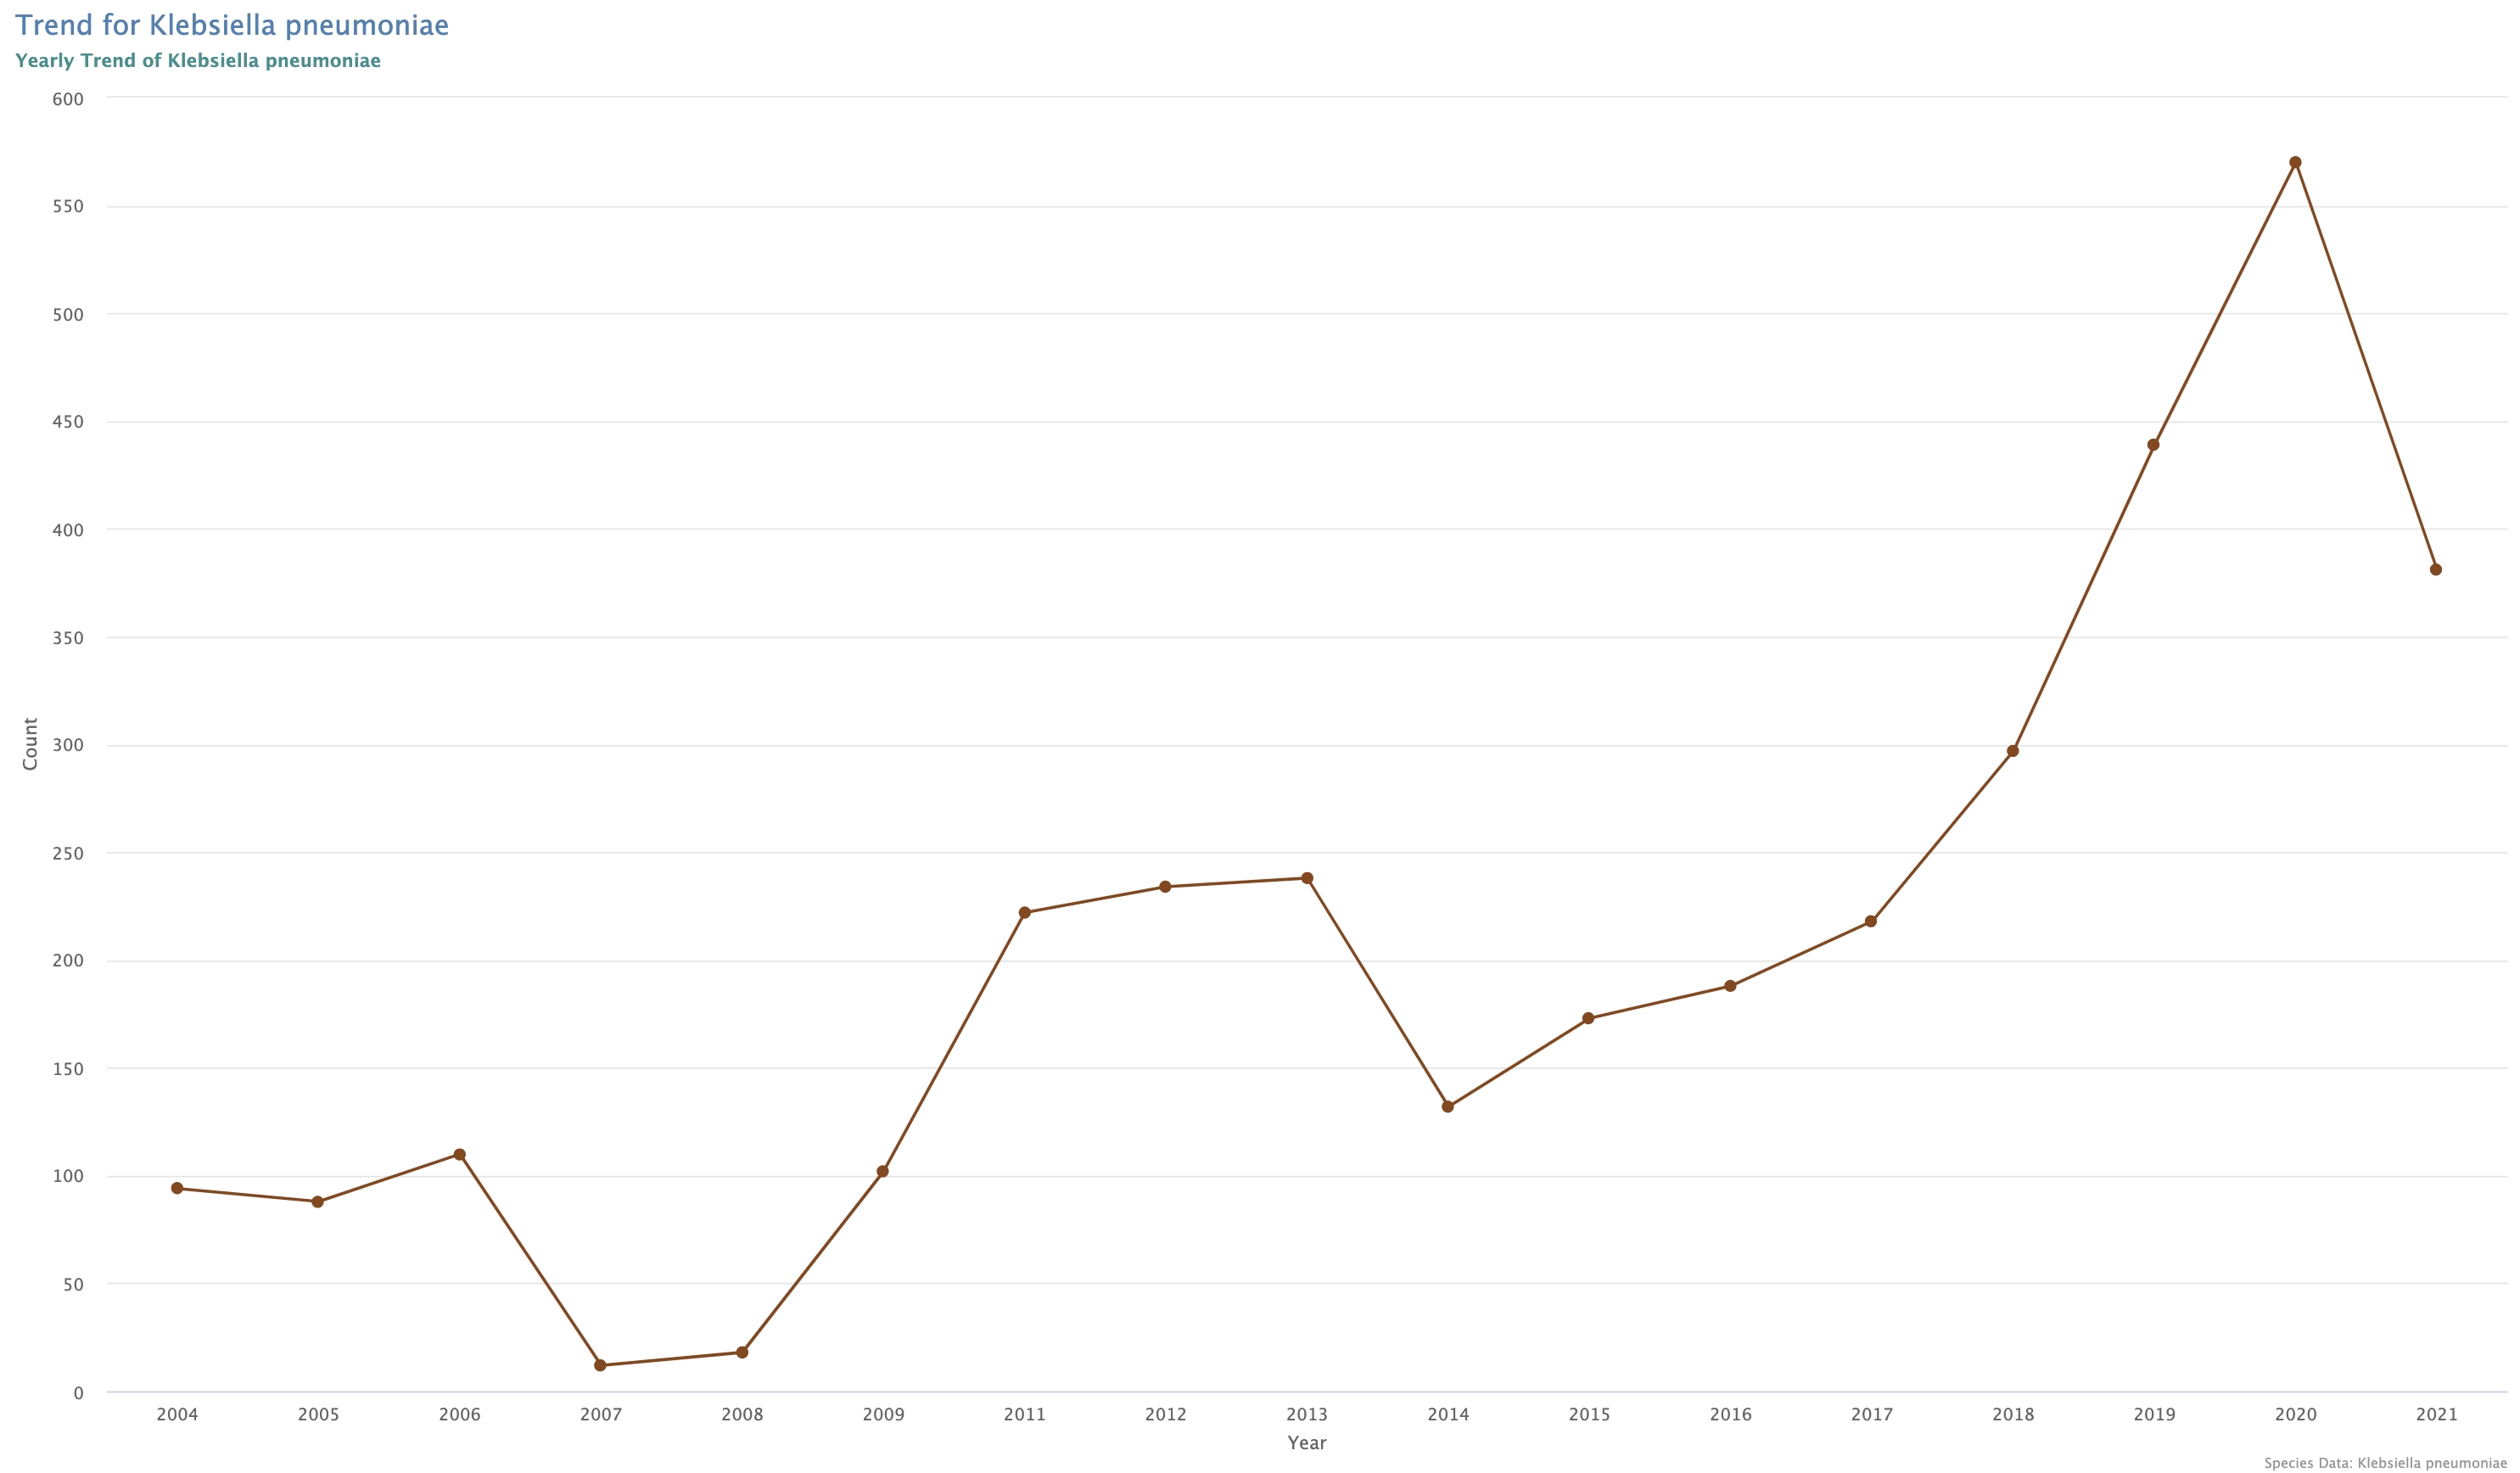 Trend for Klebsiella pneumoniae
Yearly Trend of Klebsiella pneumoniae
600
550
500
450
400
350
300
250
200
150
100
50
0
Count
2004 2005 2006 2007 2008 2009 2011 2012 2013 2014 2015 2016 2017 2018 2019 2020 2021
Year
Species Data: Klebsiella pneumoniae